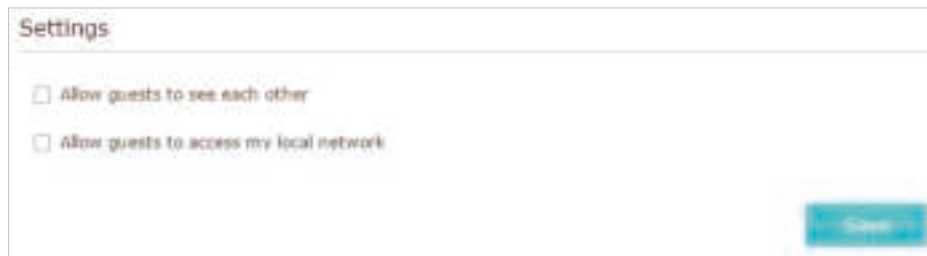 Settings
Allow guests to see each other
Allow guests to access my local network
Save